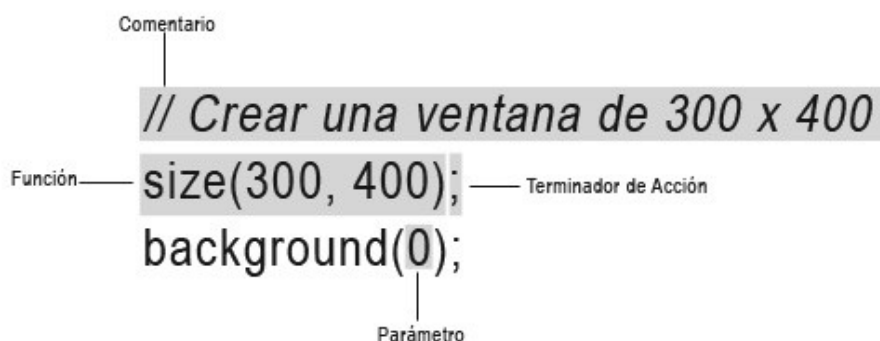 Comentario
// Crear una ventana de 300 x 400
Función
size(300, 400);
Terminador de Acción
background(0);
Parámetro